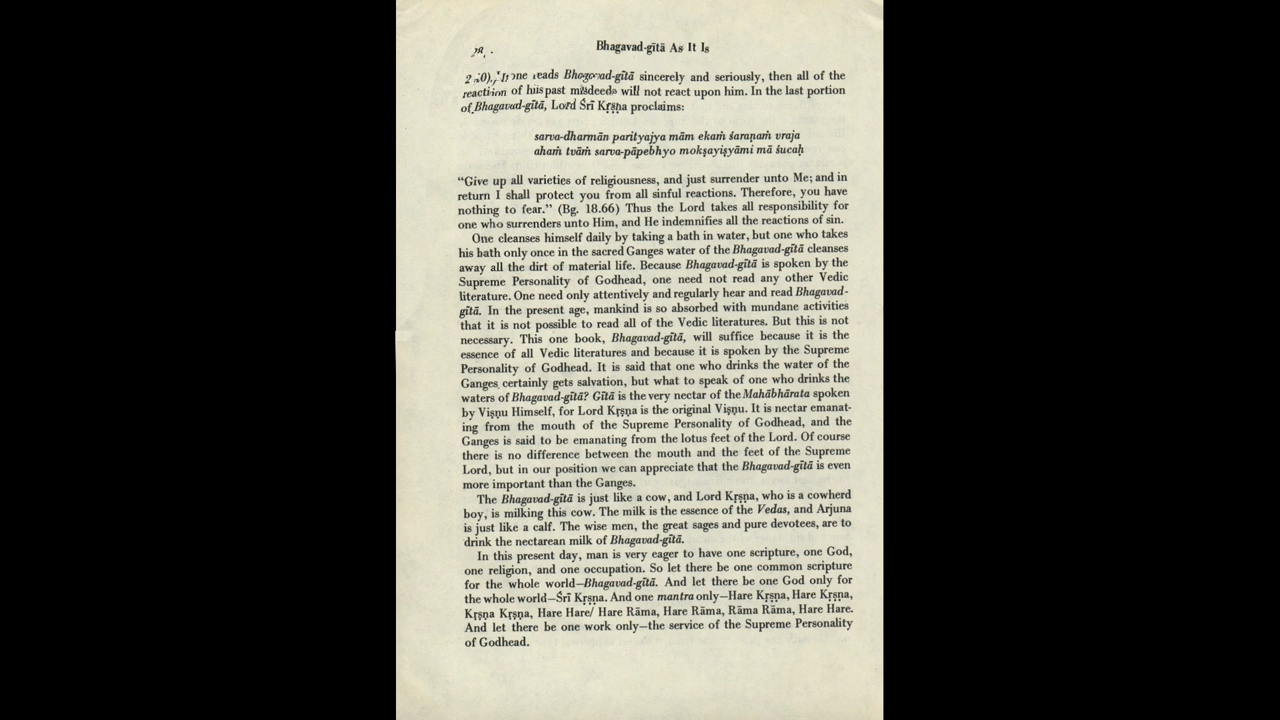 28
Bhagavad-gītā As It Is
2.40). If one reads Bhagavad-gītā sincerely and seriously, then all of the
reaction of his past misdeeds will not react upon him. In the last portion
of Bhagavad-gītā, Lord Śrī Kṛṣṇa proclaims:
sarva-dharmān parityajya mām ekaṁ śaraṇaṁ vraja
ahaṁ tvāṁ sarva-pāpebhyo mokṣayiṣyāmi mā śucaḥ
“Give up all varieties of religiousness, and just surrender unto Me; and in
return I shall protect you from all sinful reactions. Therefore, you have
nothing to fear.” (Bg. 18.66) Thus the Lord takes all responsibility for
one who surrenders unto Him, and He indemnifies all the reactions of sin.
One cleanses himself daily by taking a bath in water, but one who takes
his bath only once in the sacred Ganges water of the Bhagavad-gītā cleanses
away all the dirt of material life. Because Bhagavad-gītā is spoken by the
Supreme Personality of Godhead, one need not read any other Vedic
literature. One need only attentively and regularly hear and read Bhagavad-
gītā. In the present age, mankind is so absorbed with mundane activities
that it is not possible to read all of the Vedic literatures. But this is not
necessary. This one book, Bhagavad-gītā, will suffice because it is the
essence of all Vedic literatures and because it is spoken by the Supreme
Personality of Godhead. It is said that one who drinks the water of the
Ganges certainly gets salvation, but what to speak of one who drinks the
waters of Bhagavad-gītā? Gītā is the very nectar of the Mahābhārata spoken
by Viṣṇu Himself, for Lord Kṛṣṇa is the original Viṣṇu. It is nectar emanat-
ing from the mouth of the Supreme Personality of Godhead, and the
Ganges is said to be emanating from the lotus feet of the Lord. Of course
there is no difference between the mouth and the feet of the Supreme
Lord, but in our position we can appreciate that the Bhagavad-gītā is even
more important than the Ganges.
The Bhagavad-gītā is just like a cow, and Lord Kṛṣṇa, who is a cowherd
boy, is milking this cow. The milk is the essence of the Vedas, and Arjuna
is just like a calf. The wise men, the great sages and pure devotees, are to
drink the nectarean milk of Bhagavad-gītā.
In this present day, man is very eager to have one scripture, one God,
one religion, and one occupation. So let there be one common scripture
for the whole world—Bhagavad-gītā. And let there be one God only for
the whole world—Śrī Kṛṣṇa. And one mantra only—Hare Kṛṣṇa, Hare Kṛṣṇa,
Kṛṣṇa Kṛṣṇa, Hare Hare/ Hare Rāma, Hare Rāma, Rāma Rāma, Hare Hare.
And let there be one work only—the service of the Supreme Personality
of Godhead.